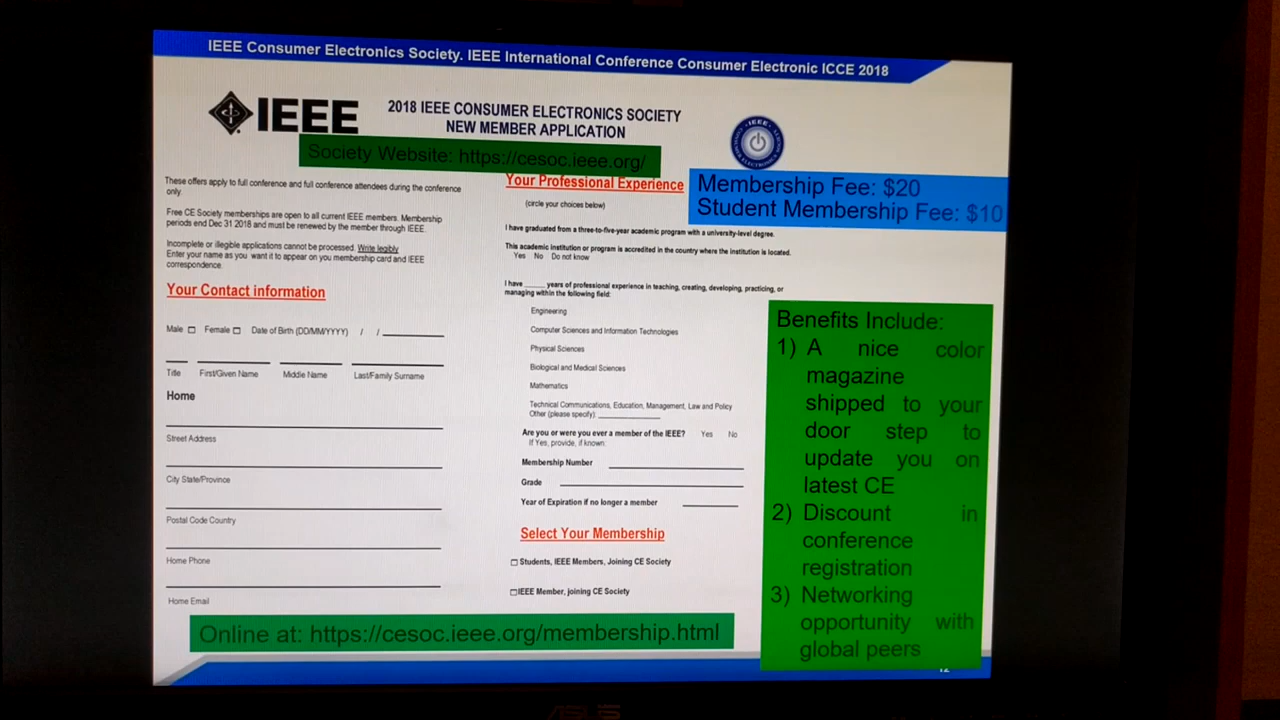 IEEE Consumer Electronics Society. IEEE International Conference Consumer Electronic ICCE 2018
IEEE
2018 IEEE CONSUMER ELECTRONICS SOCIETY
NEW MEMBER APPLICATION
Society Website: https://cesoc.ieee.org/
Membership Fee: $20
Student Membership Fee: $10
These offers apply to full conference and full conference attendees during the conference
only
Free CE Society memberships are open to all current IEEE members. Membership
periods end Dec 31 2018 and must be renewed by the member through IEEE.
Incomplete or illegible applications cannot be processed. Write legibly
Enter your name as you want it to appear on you membership card and IEEE
correspondence.
Your Contact information
Male Female Date of Birth (DD/MM/YYYY) / /
Title First/Given Name Middle Name Last/Family Surname
Home
Street Address
City State/Province
Postal Code Country
Home Phone
Home Email
Your Professional Experience
(circle your choices below)
I have graduated from a three-to-five-year academic program with a university-level degree.
This academic institution or program is accredited in the country where the institution is located.
Yes No Do not know
I have ______ years of professional experience in teaching, creating, developing, practicing, or
managing within the following field:
Engineering
Computer Sciences and Information Technologies
Physical Sciences
Biological and Medical Sciences
Mathematics
Technical Communications, Education, Management, Law and Policy
Other (please specify): ______
Are you or were you ever a member of the IEEE? Yes No
If Yes, provide, if known:
Membership Number
Grade
Year of Expiration if no longer a member
Select Your Membership
Students, IEEE Members, Joining CE Society
IEEE Member, joining CE Society
Benefits Include:
1) A nice color
magazine
shipped to your
door step to
update you on
latest CE
2) Discount in
conference
registration
3) Networking
opportunity with
global peers
Online at: https://cesoc.ieee.org/membership.html
12